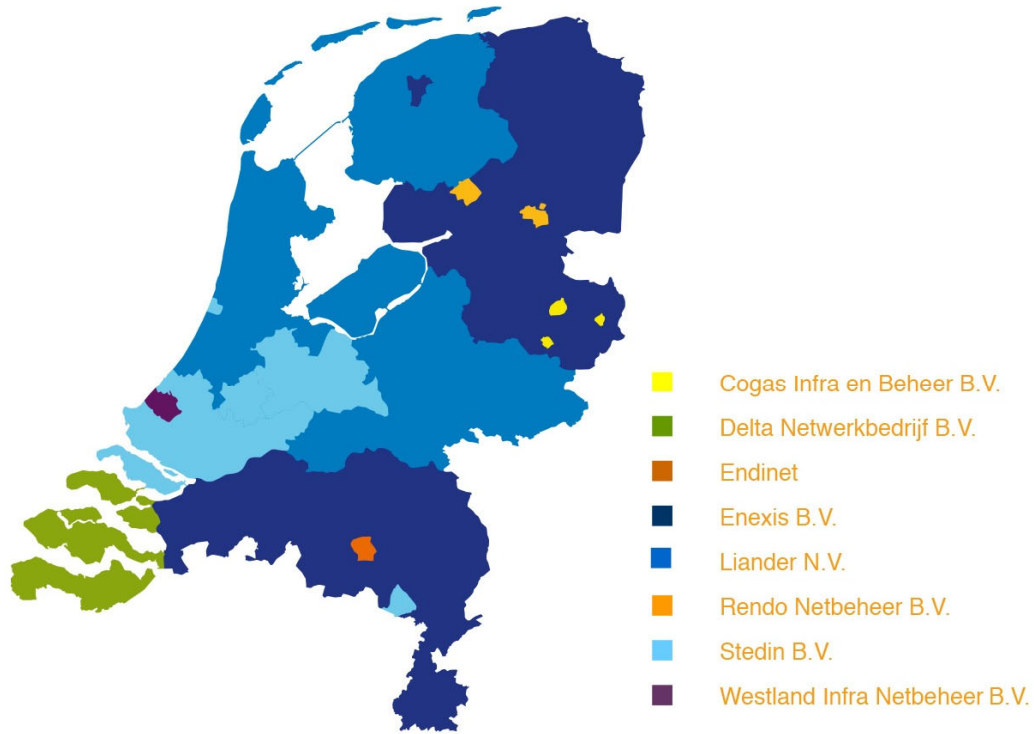 Cogas Infra en Beheer B.V.
Delta Netwerkbedrijf B.V.
Endinet
Enexis B.V.
Liander N.V.
Rendo Netbeheer B.V.
Stedin B.V.
Westland Infra Netbeheer B.V.